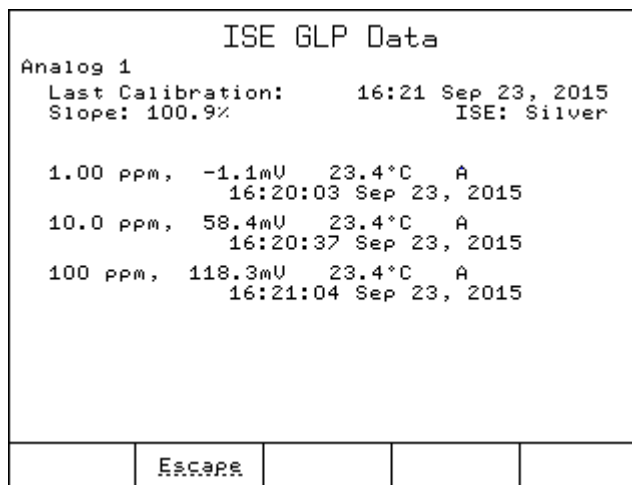 ISE GLP Data
Analog 1
Last Calibration: 16:21 Sep 23, 2015
Slope: 100.9% ISE: Silver
1.00 ppm, -1.1mV 23.4°C A
16:20:03 Sep 23, 2015
10.0 ppm, 58.4mV 23.4°C A
16:20:37 Sep 23, 2015
100 ppm, 118.3mV 23.4°C A
16:21:04 Sep 23, 2015
Escape